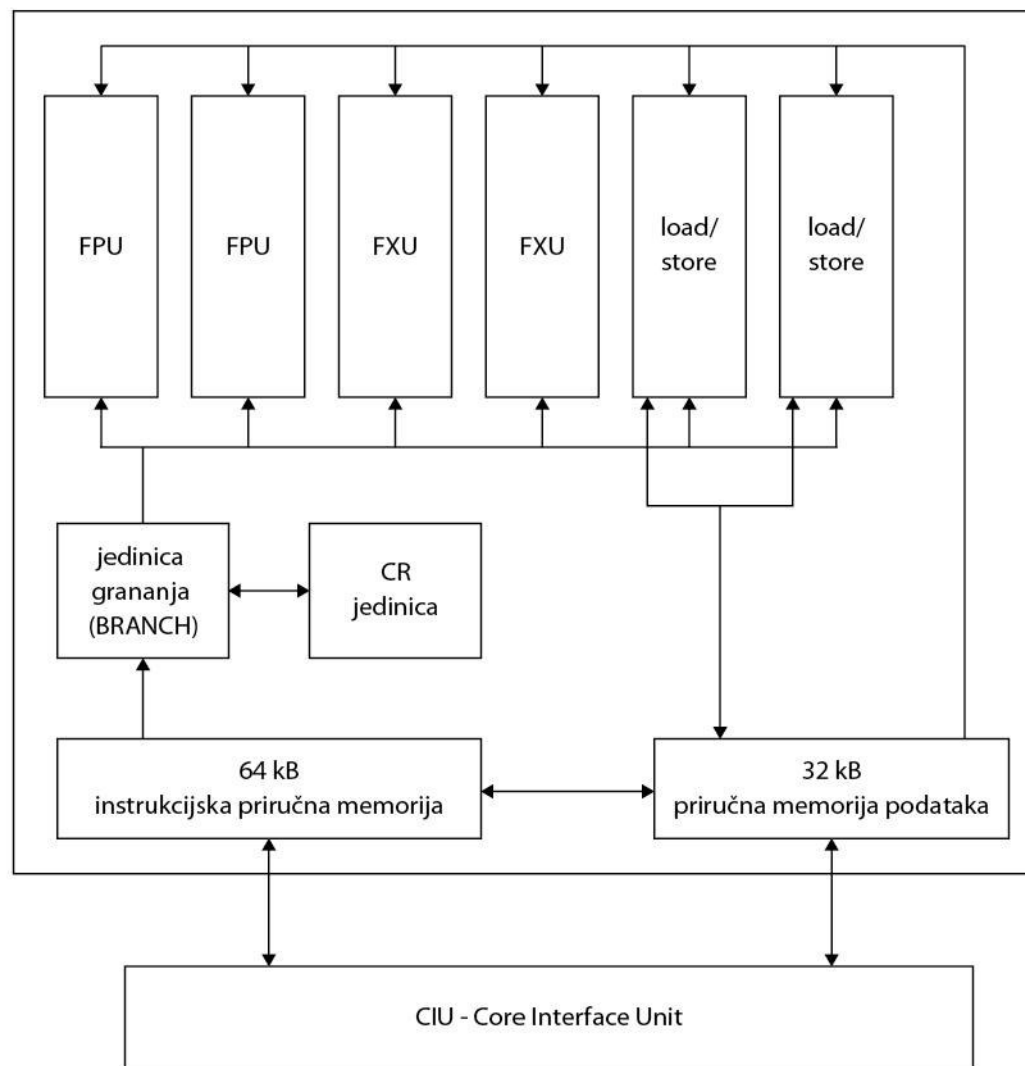 FPU
FPU
FXU
FXU
load/
store
load/
store
jedinica
grananja
(BRANCH)
CR
jedinica
64 kB
instrukcijska priručna memorija
32 kB
priručna memorija podataka
CIU - Core Interface Unit